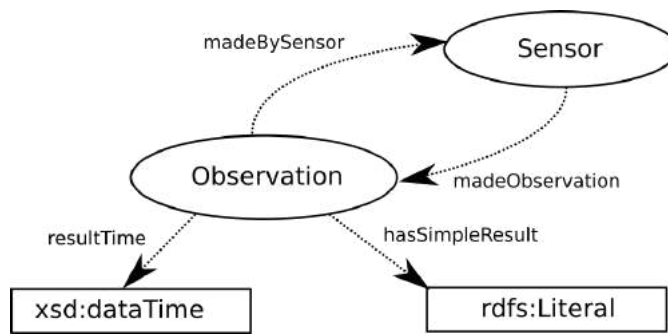 madeBySensor
Sensor
Observation
madeObservation
resultTime
hasSimpleResult
xsd:dataTime
rdfs:Literal